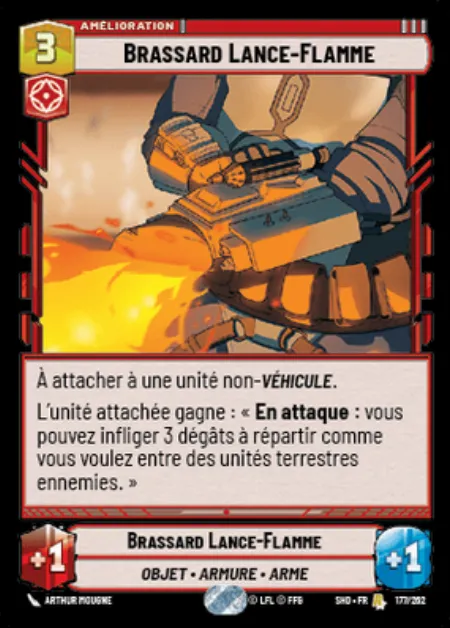 AMÉLIORATION
3
BRASSARD LANCE-FLAMME
À attacher à une unité non-VÉHICULE.
L'unité attachée gagne : « En attaque : vous
pouvez infliger 3 dégâts à répartir comme
vous voulez entre des unités terrestres
ennemies. »
BRASSARD LANCE-FLAMME
+1
+1
OBJET • ARMURE • ARME
ARTHUR MOUGNE
© LFL © FFG
SHD • FR
177/262